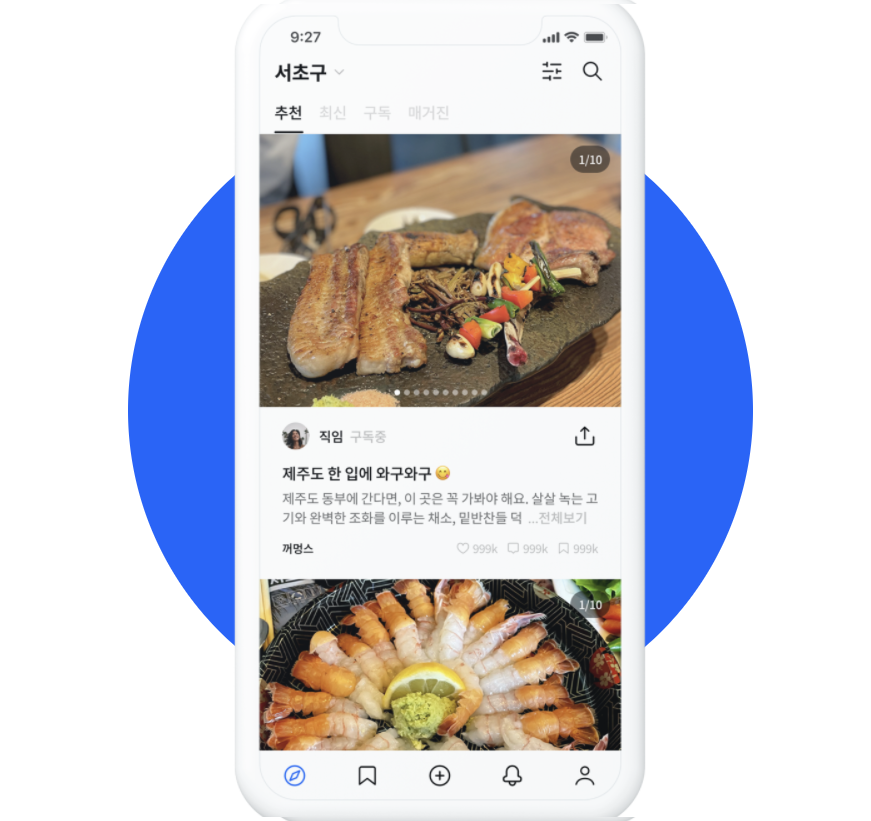 9:27
서초구
추천 최신 구독 매거진
1/10
직임 구독중
제주도 한 입에 와구와구 😋
제주도 동부에 간다면, 이 곳은 꼭 가봐야 해요. 살살 녹는 고
기와 완벽한 조화를 이루는 채소, 밑반찬들 덕 ...전체보기
꺼멍스 999k 999k 999k
1/10